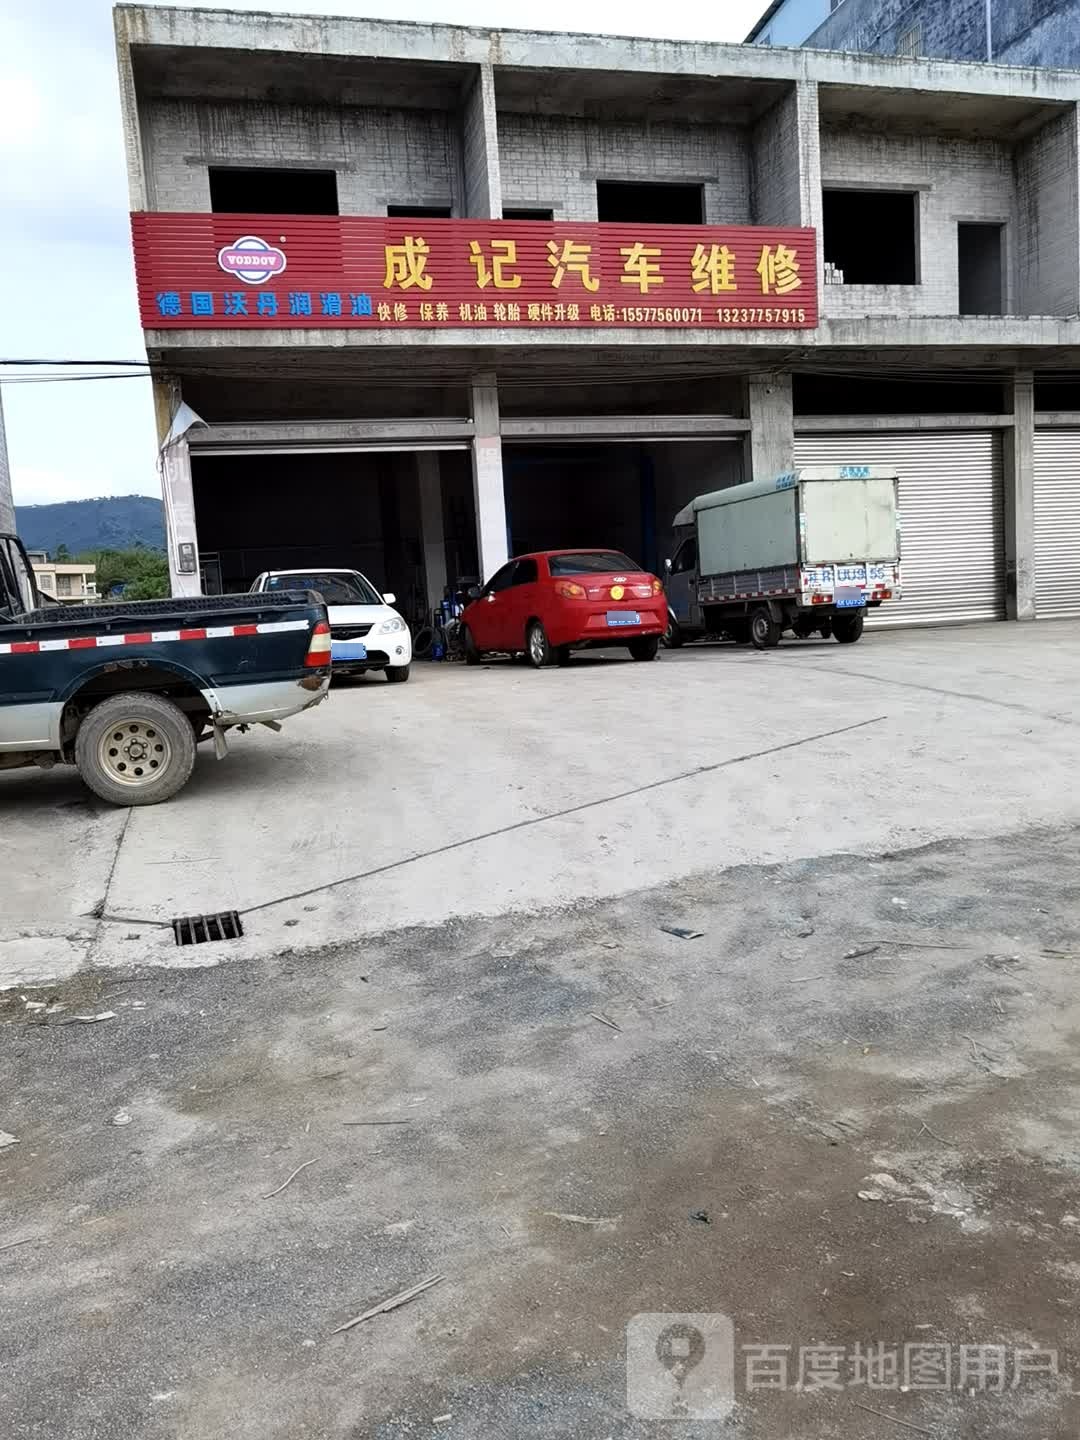 VODDOV
成记汽车维修
德国沃丹润滑油
快修 保养 机油 轮胎 硬件升级 电话:15577560071 13237757915
百度地图用户